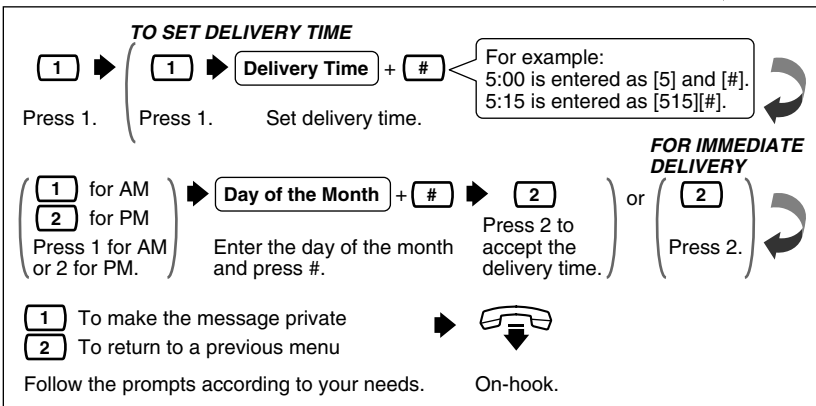 TO SET DELIVERY TIME
1 1 Delivery Time + # For example:
5:00 is entered as [5] and [#].
5:15 is entered as [515][#].
Press 1. Press 1. Set delivery time.
FOR IMMEDIATE
DELIVERY
1 for AM Day of the Month + # 2 or 2
2 for PM
Press 1 for AM
or 2 for PM.
Enter the day of the month
and press #.
Press 2 to
accept the
delivery time.
Press 2.
1 To make the message private
2 To return to a previous menu
Follow the prompts according to your needs. On-hook.